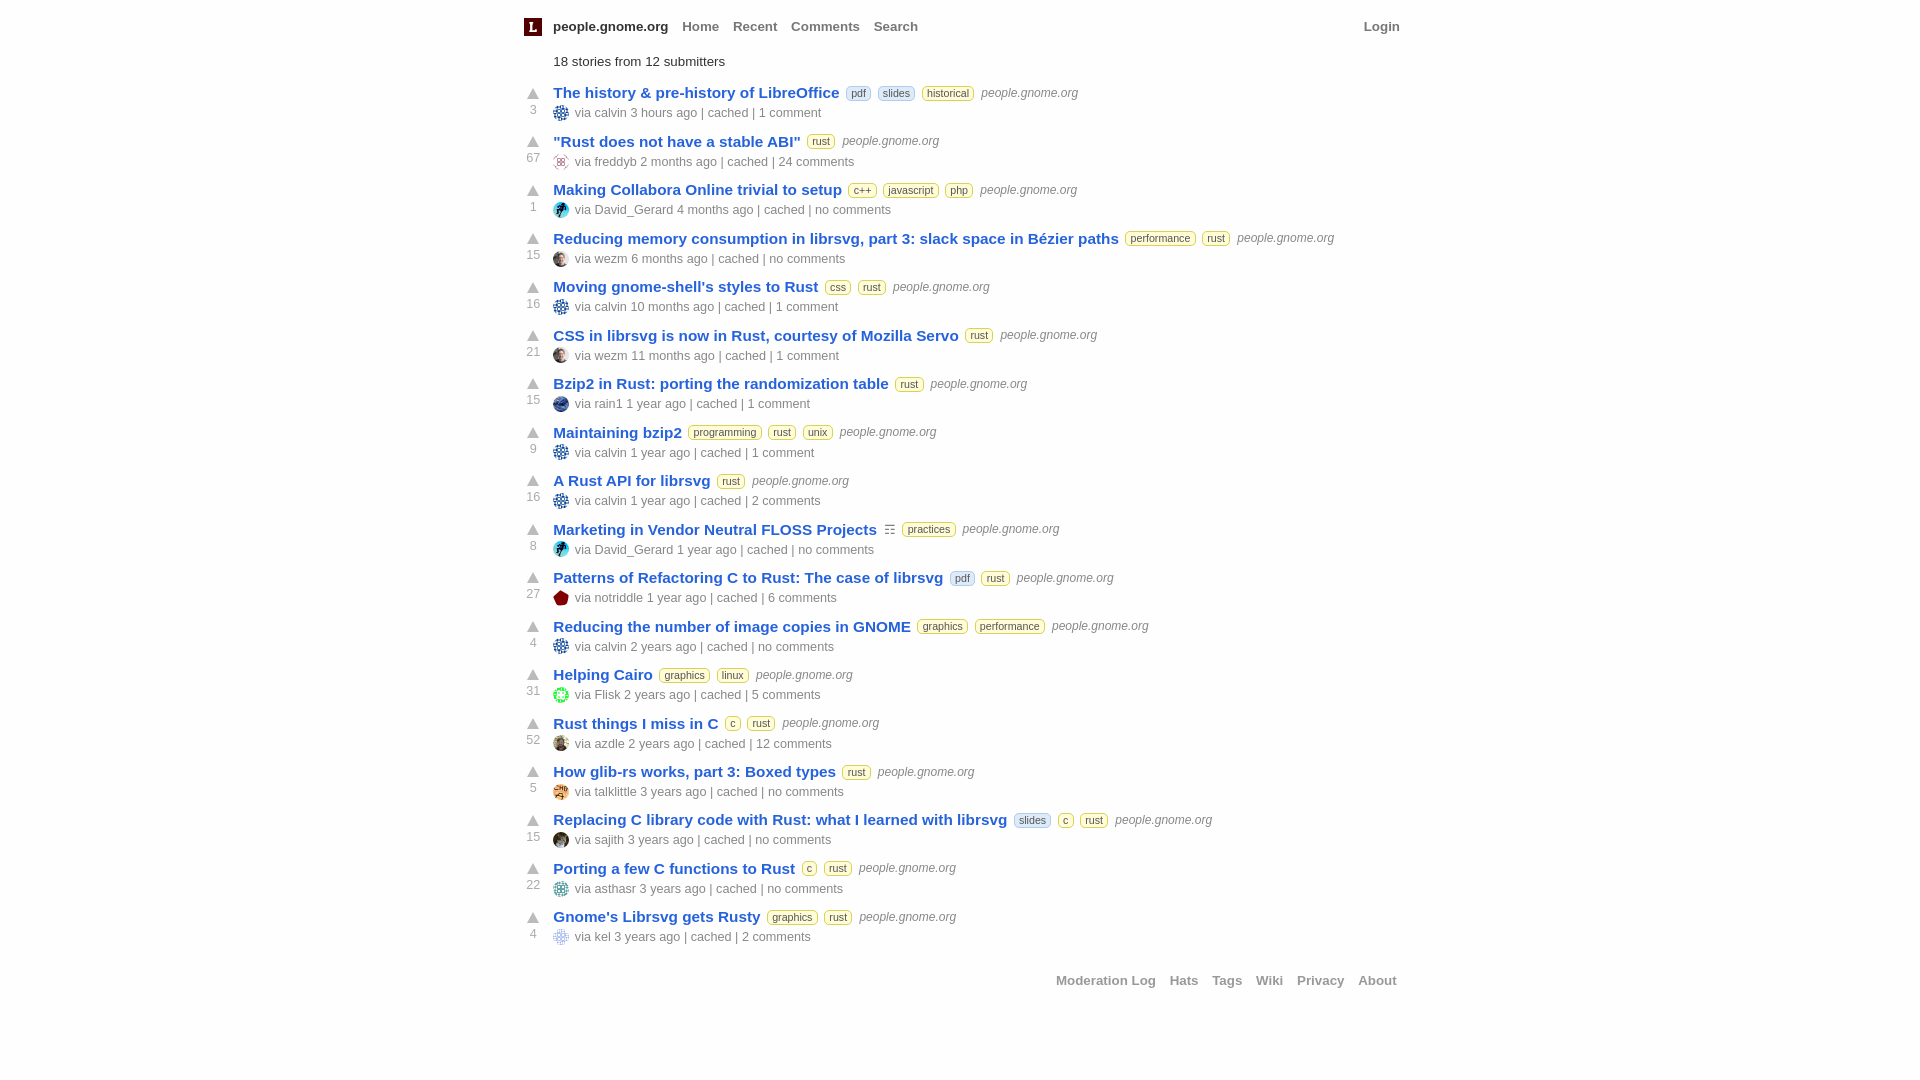 L people.gnome.org Home Recent Comments Search Login
18 stories from 12 submitters
The history & pre-history of LibreOffice pdf slides historical people.gnome.org
3 via calvin 3 hours ago | cached | 1 comment
"Rust does not have a stable ABI" rust people.gnome.org
67 via freddyb 2 months ago | cached | 24 comments
Making Collabora Online trivial to setup c++ javascript php people.gnome.org
1 via David_Gerard 4 months ago | cached | no comments
Reducing memory consumption in librsvg, part 3: slack space in Bézier paths performance rust people.gnome.org
15 via wezm 6 months ago | cached | no comments
Moving gnome-shell's styles to Rust css rust people.gnome.org
16 via calvin 10 months ago | cached | 1 comment
CSS in librsvg is now in Rust, courtesy of Mozilla Servo rust people.gnome.org
21 via wezm 11 months ago | cached | 1 comment
Bzip2 in Rust: porting the randomization table rust people.gnome.org
15 via rain1 1 year ago | cached | 1 comment
Maintaining bzip2 programming rust unix people.gnome.org
9 via calvin 1 year ago | cached | 1 comment
A Rust API for librsvg rust people.gnome.org
16 via calvin 1 year ago | cached | 2 comments
Marketing in Vendor Neutral FLOSS Projects ☶ practices people.gnome.org
8 via David_Gerard 1 year ago | cached | no comments
Patterns of Refactoring C to Rust: The case of librsvg pdf rust people.gnome.org
27 via notriddle 1 year ago | cached | 6 comments
Reducing the number of image copies in GNOME graphics performance people.gnome.org
4 via calvin 2 years ago | cached | no comments
Helping Cairo graphics linux people.gnome.org
31 via Flisk 2 years ago | cached | 5 comments
Rust things I miss in C c rust people.gnome.org
52 via azdle 2 years ago | cached | 12 comments
How glib-rs works, part 3: Boxed types rust people.gnome.org
5 via talklittle 3 years ago | cached | no comments
Replacing C library code with Rust: what I learned with librsvg slides c rust people.gnome.org
15 via sajith 3 years ago | cached | no comments
Porting a few C functions to Rust c rust people.gnome.org
22 via asthasr 3 years ago | cached | no comments
Gnome's Librsvg gets Rusty graphics rust people.gnome.org
4 via kel 3 years ago | cached | 2 comments
Moderation Log Hats Tags Wiki Privacy About